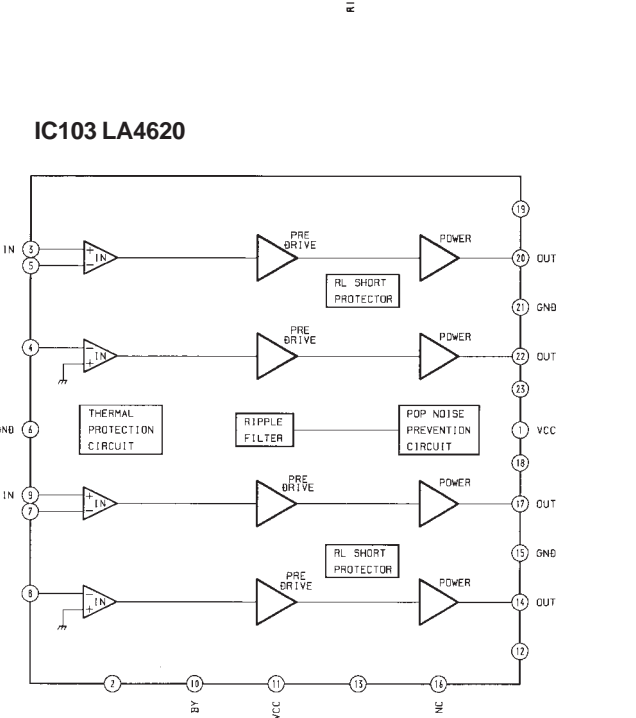 RI
IC103 LA4620
19
PRE
DRIVE
POWER
IN 3
+
IN
5
−
20 OUT
RL SHORT
PROTECTOR
21 GND
PRE
DRIVE
POWER
4
−
IN
+
22 OUT
23
THERMAL
PROTECTION
CIRCUIT
RIPPLE
FILTER
POP NOISE
PREVENTION
CIRCUIT
6
1 VCC
18
PRE
DRIVE
POWER
IN 9
+
IN
7
−
17 OUT
RL SHORT
PROTECTOR
15 GND
PRE
DRIVE
POWER
8
−
IN
+
14 OUT
12
2
10
11
13
16
BY
VCC
NC